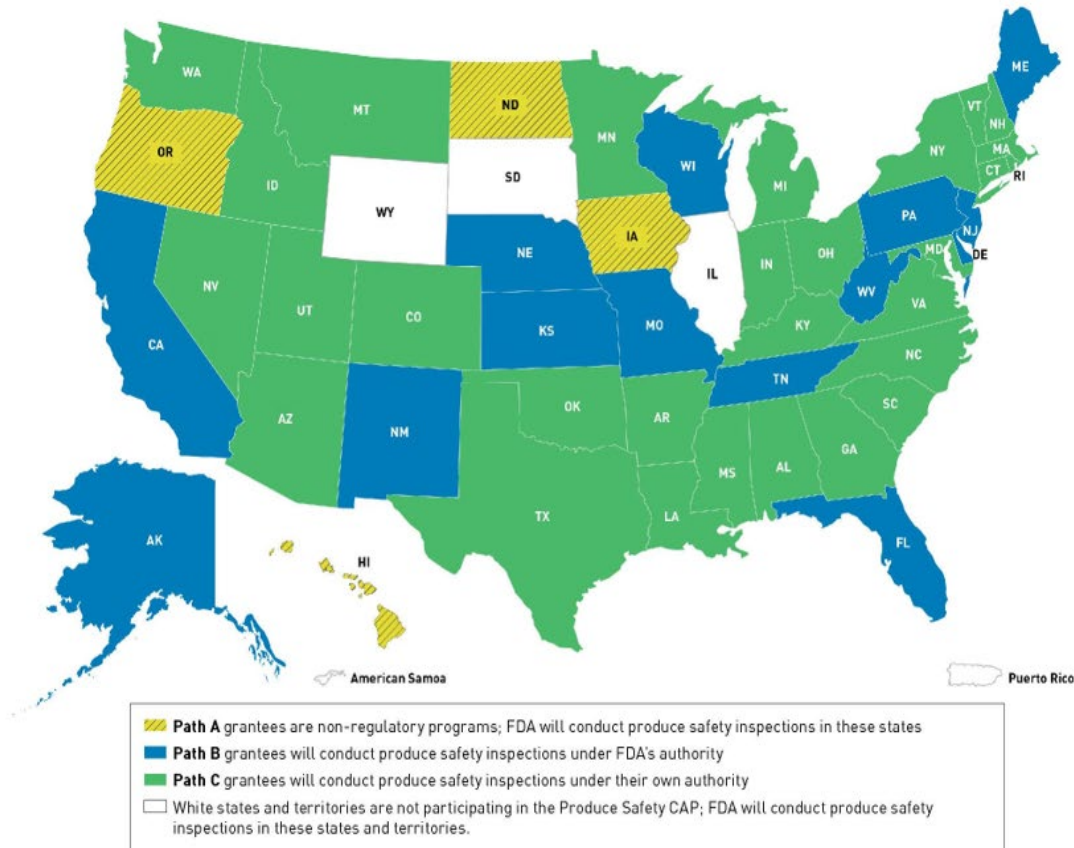 ME
WA
ND
MT
VT
MN
NH
OR
WI
NY
MA
SD
ID
CT
RI
MI
WY
PA
IA
NJ
NE
OH
MD
DE
IN
IL
NV
WV
UT
VA
CO
KS
MO
KY
CA
NC
TN
OK
SC
AZ
AR
NM
GA
MS
AL
TX
LA
AK
FL
HI
American Samoa
Puerto Rico
Path A grantees are non-regulatory programs; FDA will conduct produce safety inspections in these states
Path B grantees will conduct produce safety inspections under FDA's authority
Path C grantees will conduct produce safety inspections under their own authority
White states and territories are not participating in the Produce Safety CAP; FDA will conduct produce safety
inspections in these states and territories.